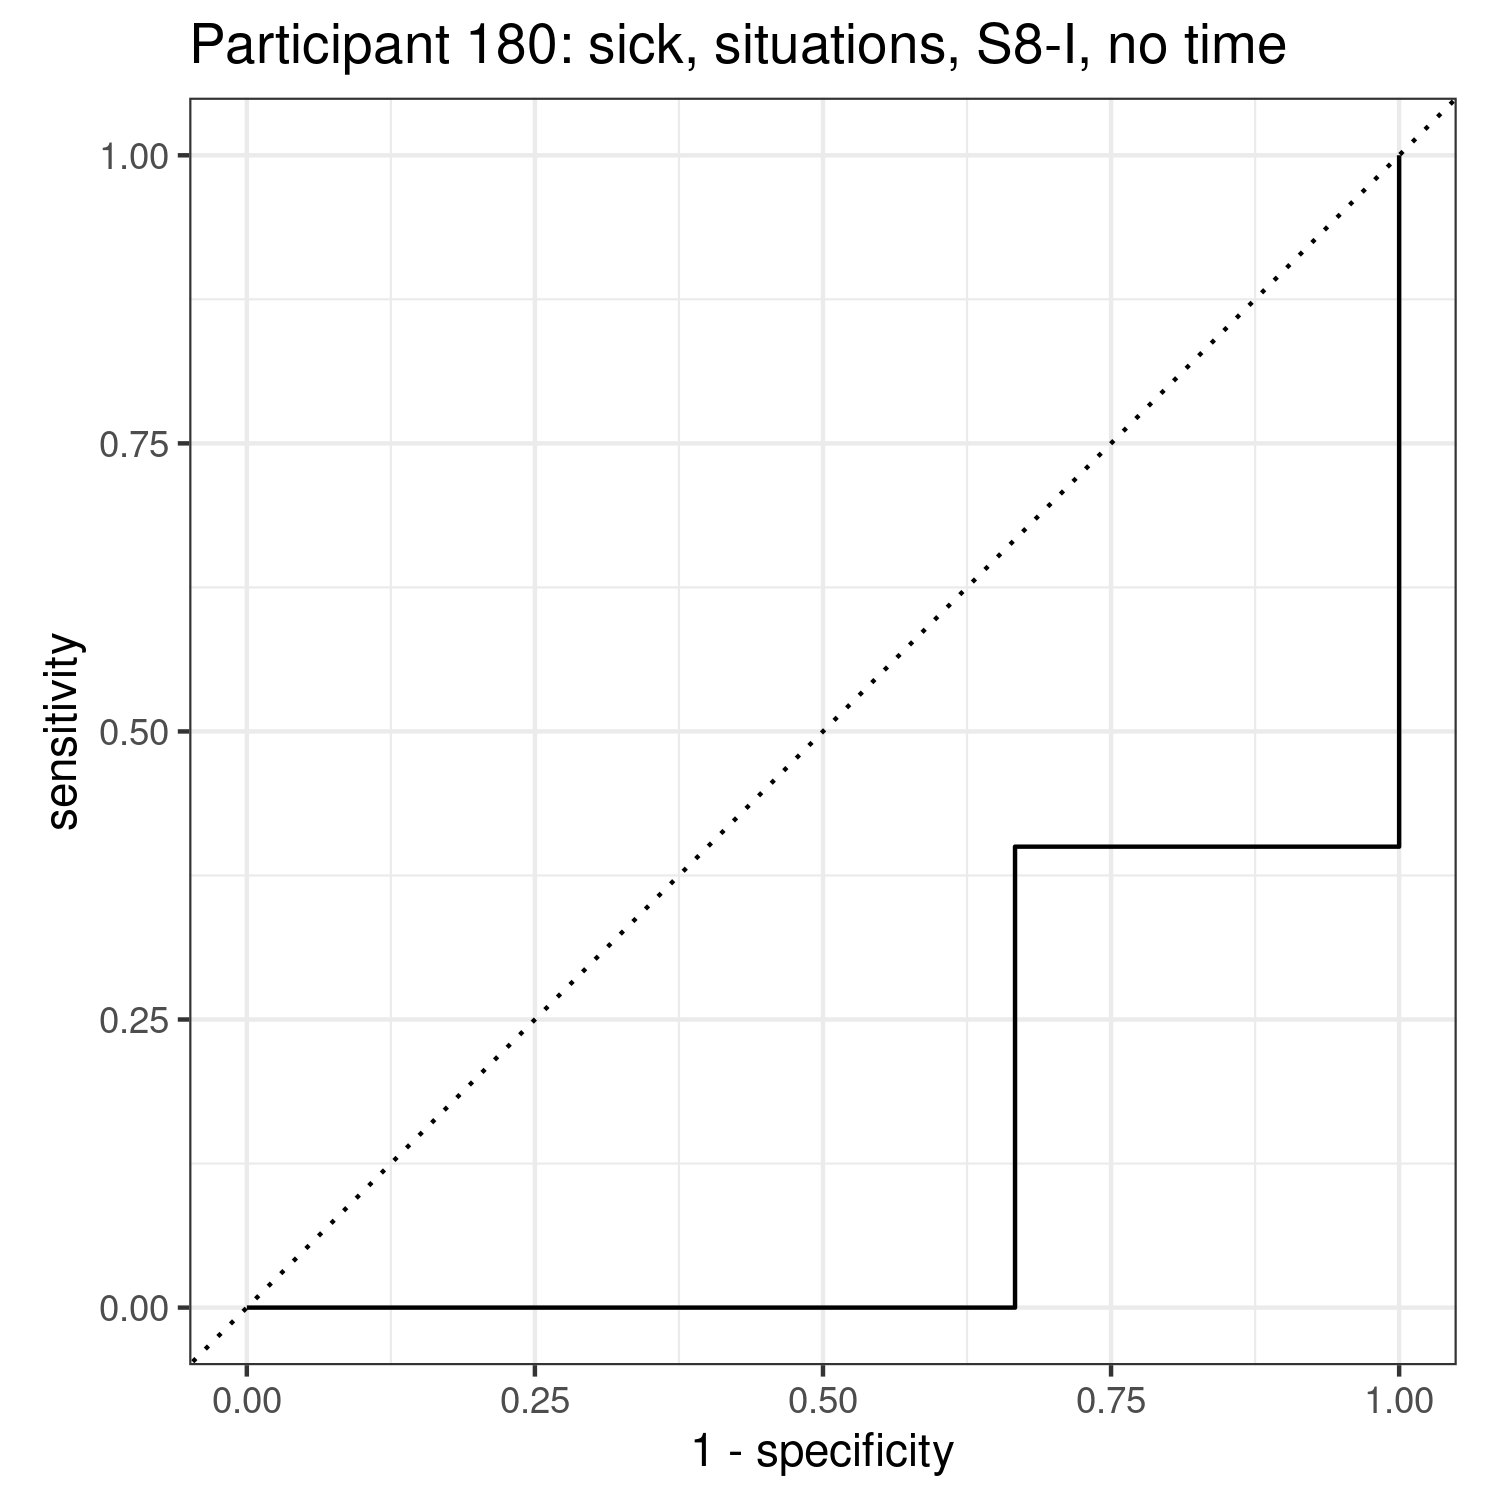 Participant 180: sick, situations, S8-I, no time
1.00
0.75
0.50
0.25
0.00
sensitivity
0.00 0.25 0.50 0.75 1.00
1 - specificity